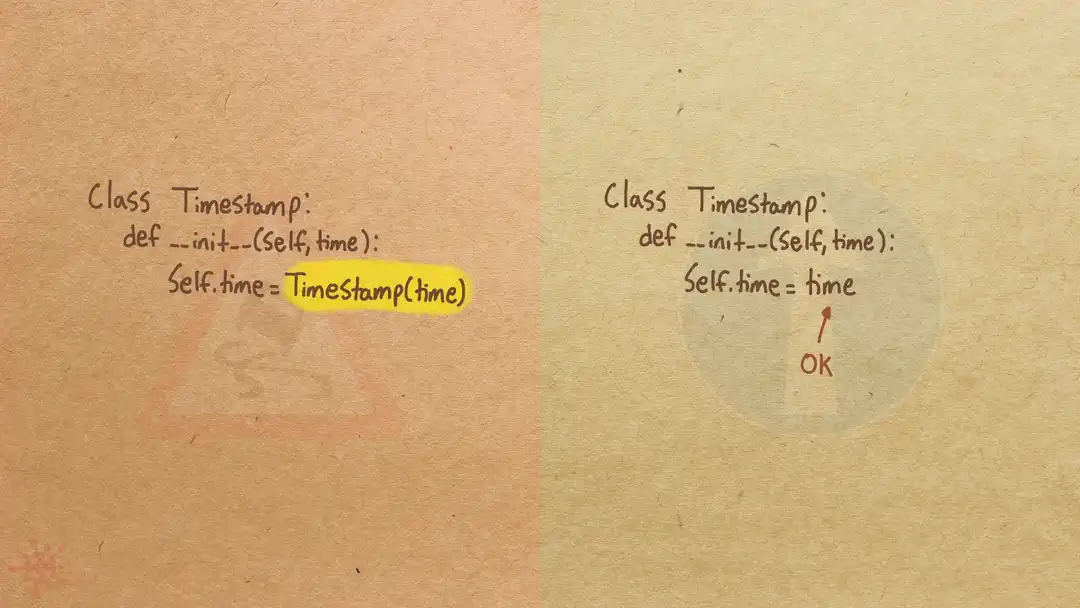 Class Timestamp:
def __init__(Self, time):
Self.time = Timestamp(time)
Class Timestamp:
def __init__(Self, time):
Self.time = time
OK